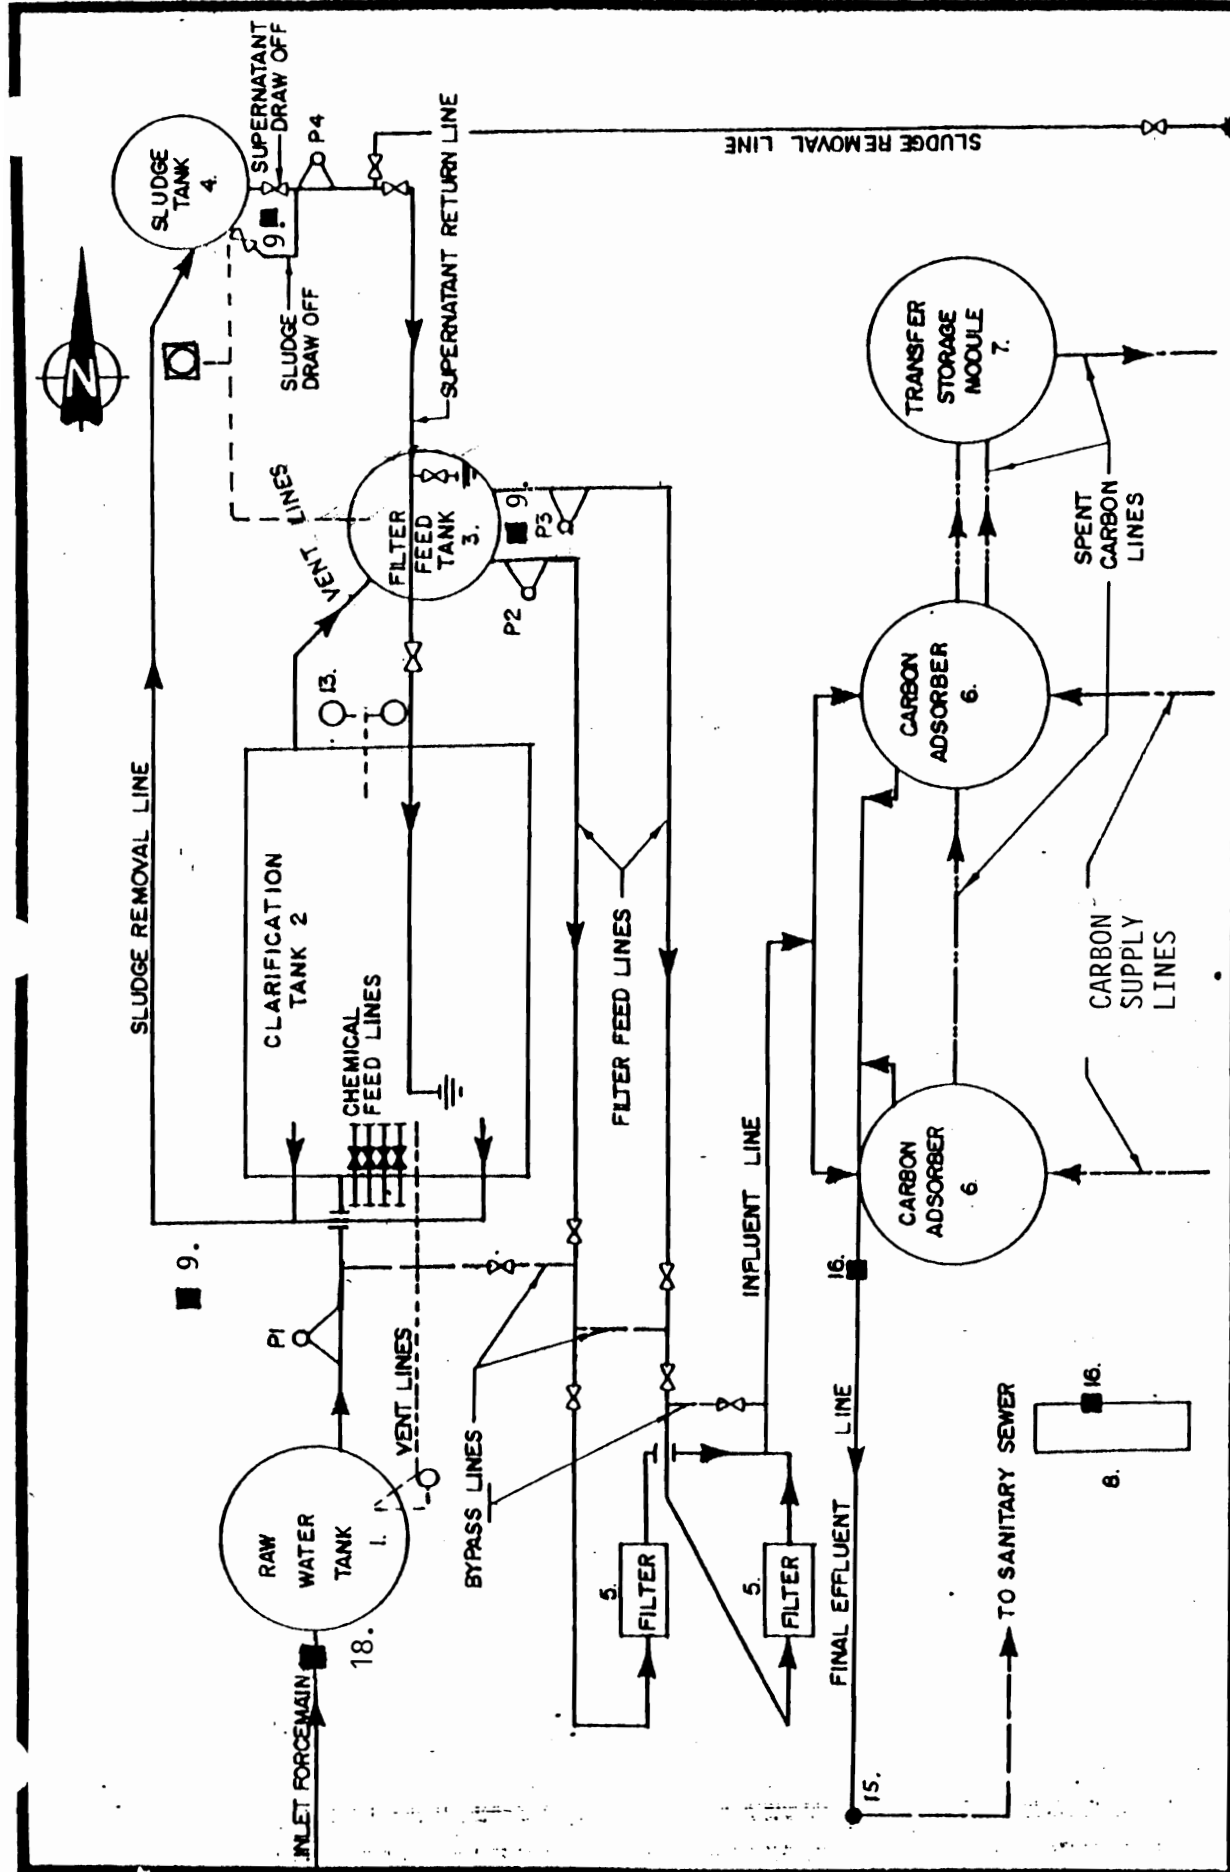 SLUDGE
TANK
4.
SUPERNATANT
DRAW OFF
P4
9.
SLUDGE
DRAW OFF
SUPERNATANT RETURN LINE
SLUDGE REMOVAL LINE
N
VENT LINES
FILTER
FEED
TANK
3.
9.
P2
P3
13.
SLUDGE REMOVAL LINE
CLARIFICATION
TANK 2
CHEMICAL
FEED LINES
FILTER FEED LINES
TRANSFER
STORAGE
MODULE
7.
SPENT
CARBON
LINES
CARBON
ADSORBER
6.
CARBON
SUPPLY
LINES
CARBON
ADSORBER
6.
INFLUENT LINE
16.
9.
P1
VENT LINES
BYPASS LINES
RAW
WATER
TANK
1.
18.
INLET FORCEMAIN
5.
FILTER
5.
FILTER
FINAL EFFLUENT LINE
15.
TO SANITARY SEWER
16.
8.